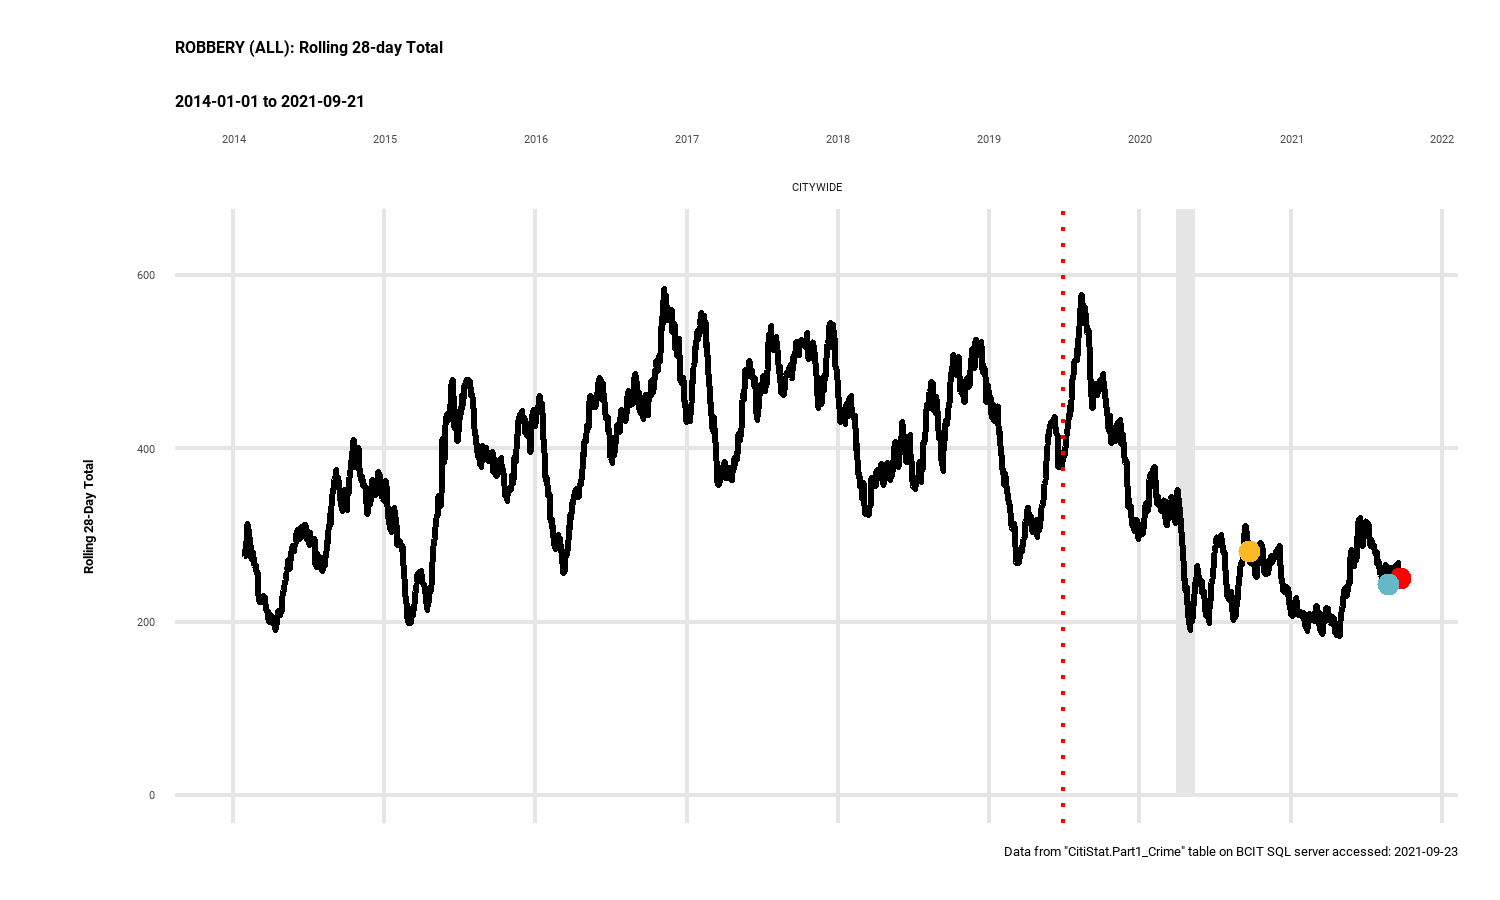 ROBBERY (ALL): Rolling 28-day Total
2014-01-01 to 2021-09-21
2014 2015 2016 2017 2018 2019 2020 2021 2022
CITYWIDE
600
400
200
0
Rolling 28-Day Total
Data from "CitiStat.Part1_Crime" table on BCIT SQL server accessed: 2021-09-23